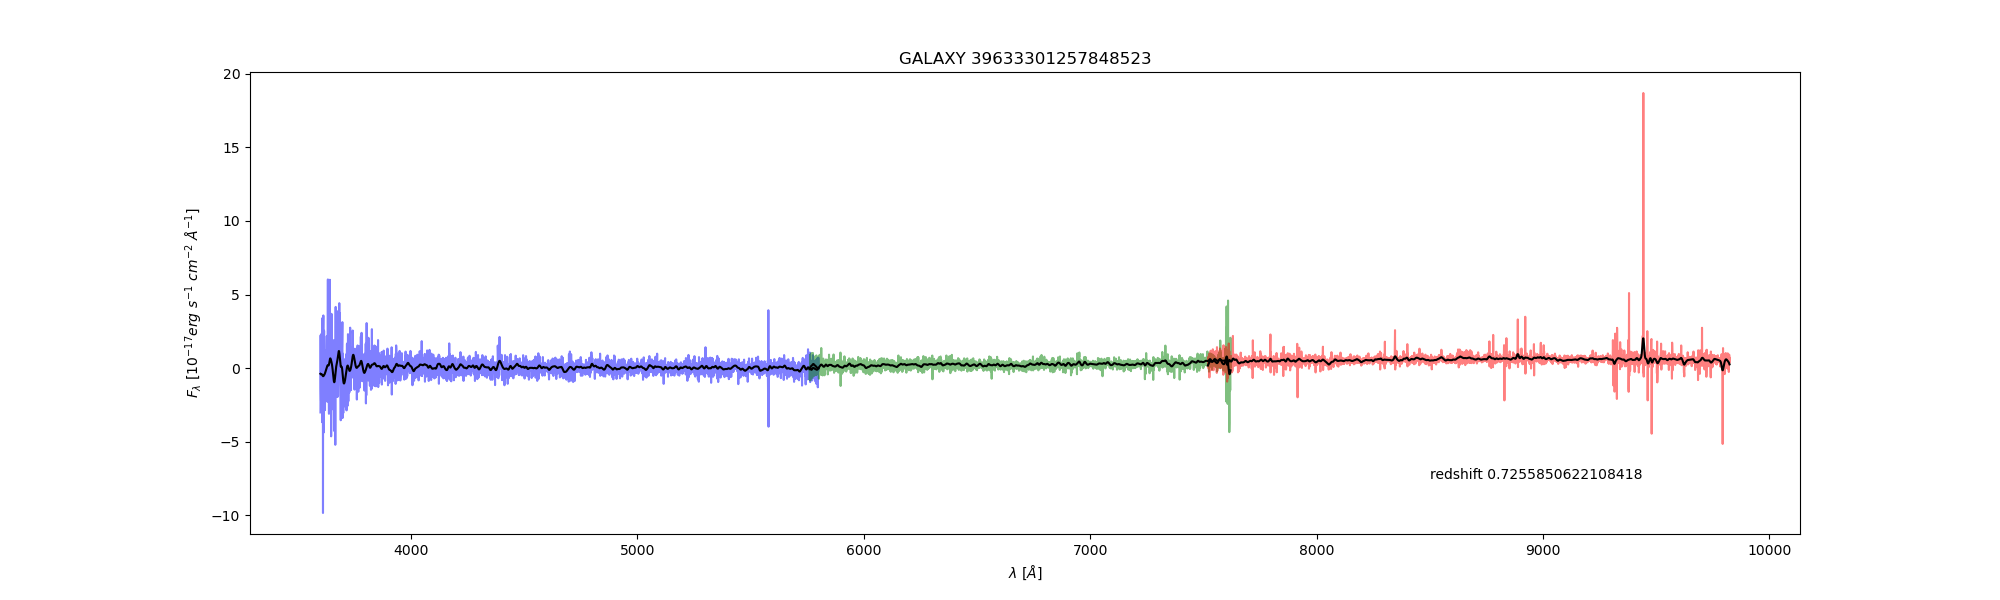 GALAXY 39633301257848523
20
15
10
5
0
−5
−10
F_λ [10^−17 erg s^−1 cm^−2 Å^−1]
redshift 0.7255850622108418
4000 5000 6000 7000 8000 9000 10000
λ [Å]